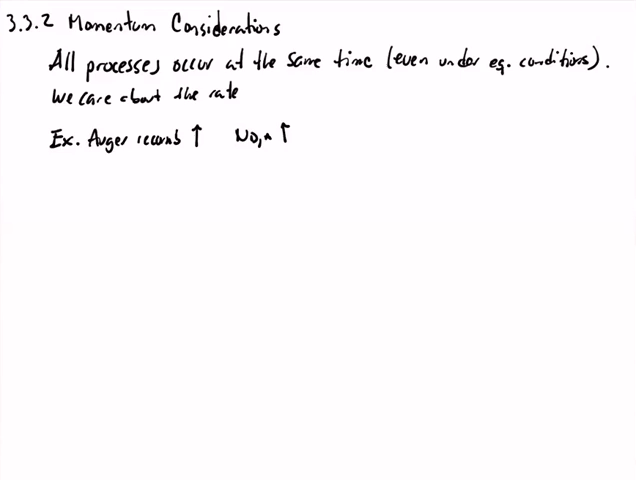 3.3.2 Momentum Considerations
All processes occur at the same time (even under eq. conditions).
We care about the rate
Ex. Auger recomb ↑ ND,n ↑